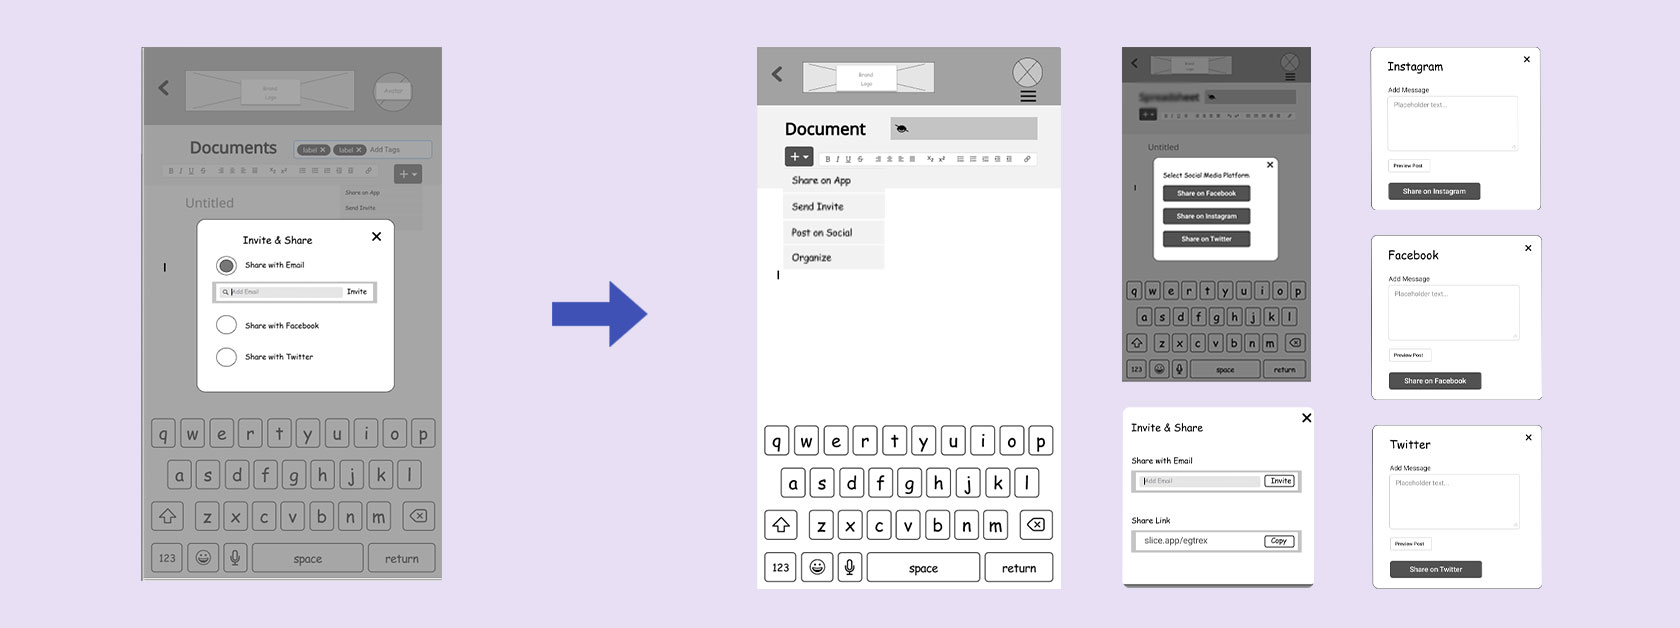 Brand
Logo
Avatar
Documents
label
label
Add Tags
B I U S
X₂ X²
Share on App
Send Invite
Untitled
Invite & Share
Share with Email
Add Email
Invite
Share with Facebook
Share with Twitter
q w e r t y u i o p
a s d f g h j k l
z x c v b n m
123
space
return
Brand
Logo
Document
+
B I U S
X₂ X²
Share on App
Send Invite
Post on Social
Organize
q w e r t y u i o p
a s d f g h j k l
z x c v b n m
123
space
return
Brand
Logo
Spreadsheet
Untitled
Select Social Media Platform
Share on Facebook
Share on Instagram
Share on Twitter
q w e r t y u i o p
a s d f g h j k l
z x c v b n m
123
space
return
Invite & Share
Share with Email
Add Email
Invite
Share Link
slice.app/egtrex
Copy
Instagram
Add Message
Placeholder text...
Preview Post
Share on Instagram
Facebook
Add Message
Placeholder text...
Preview Post
Share on Facebook
Twitter
Add Message
Placeholder text...
Preview Post
Share on Twitter